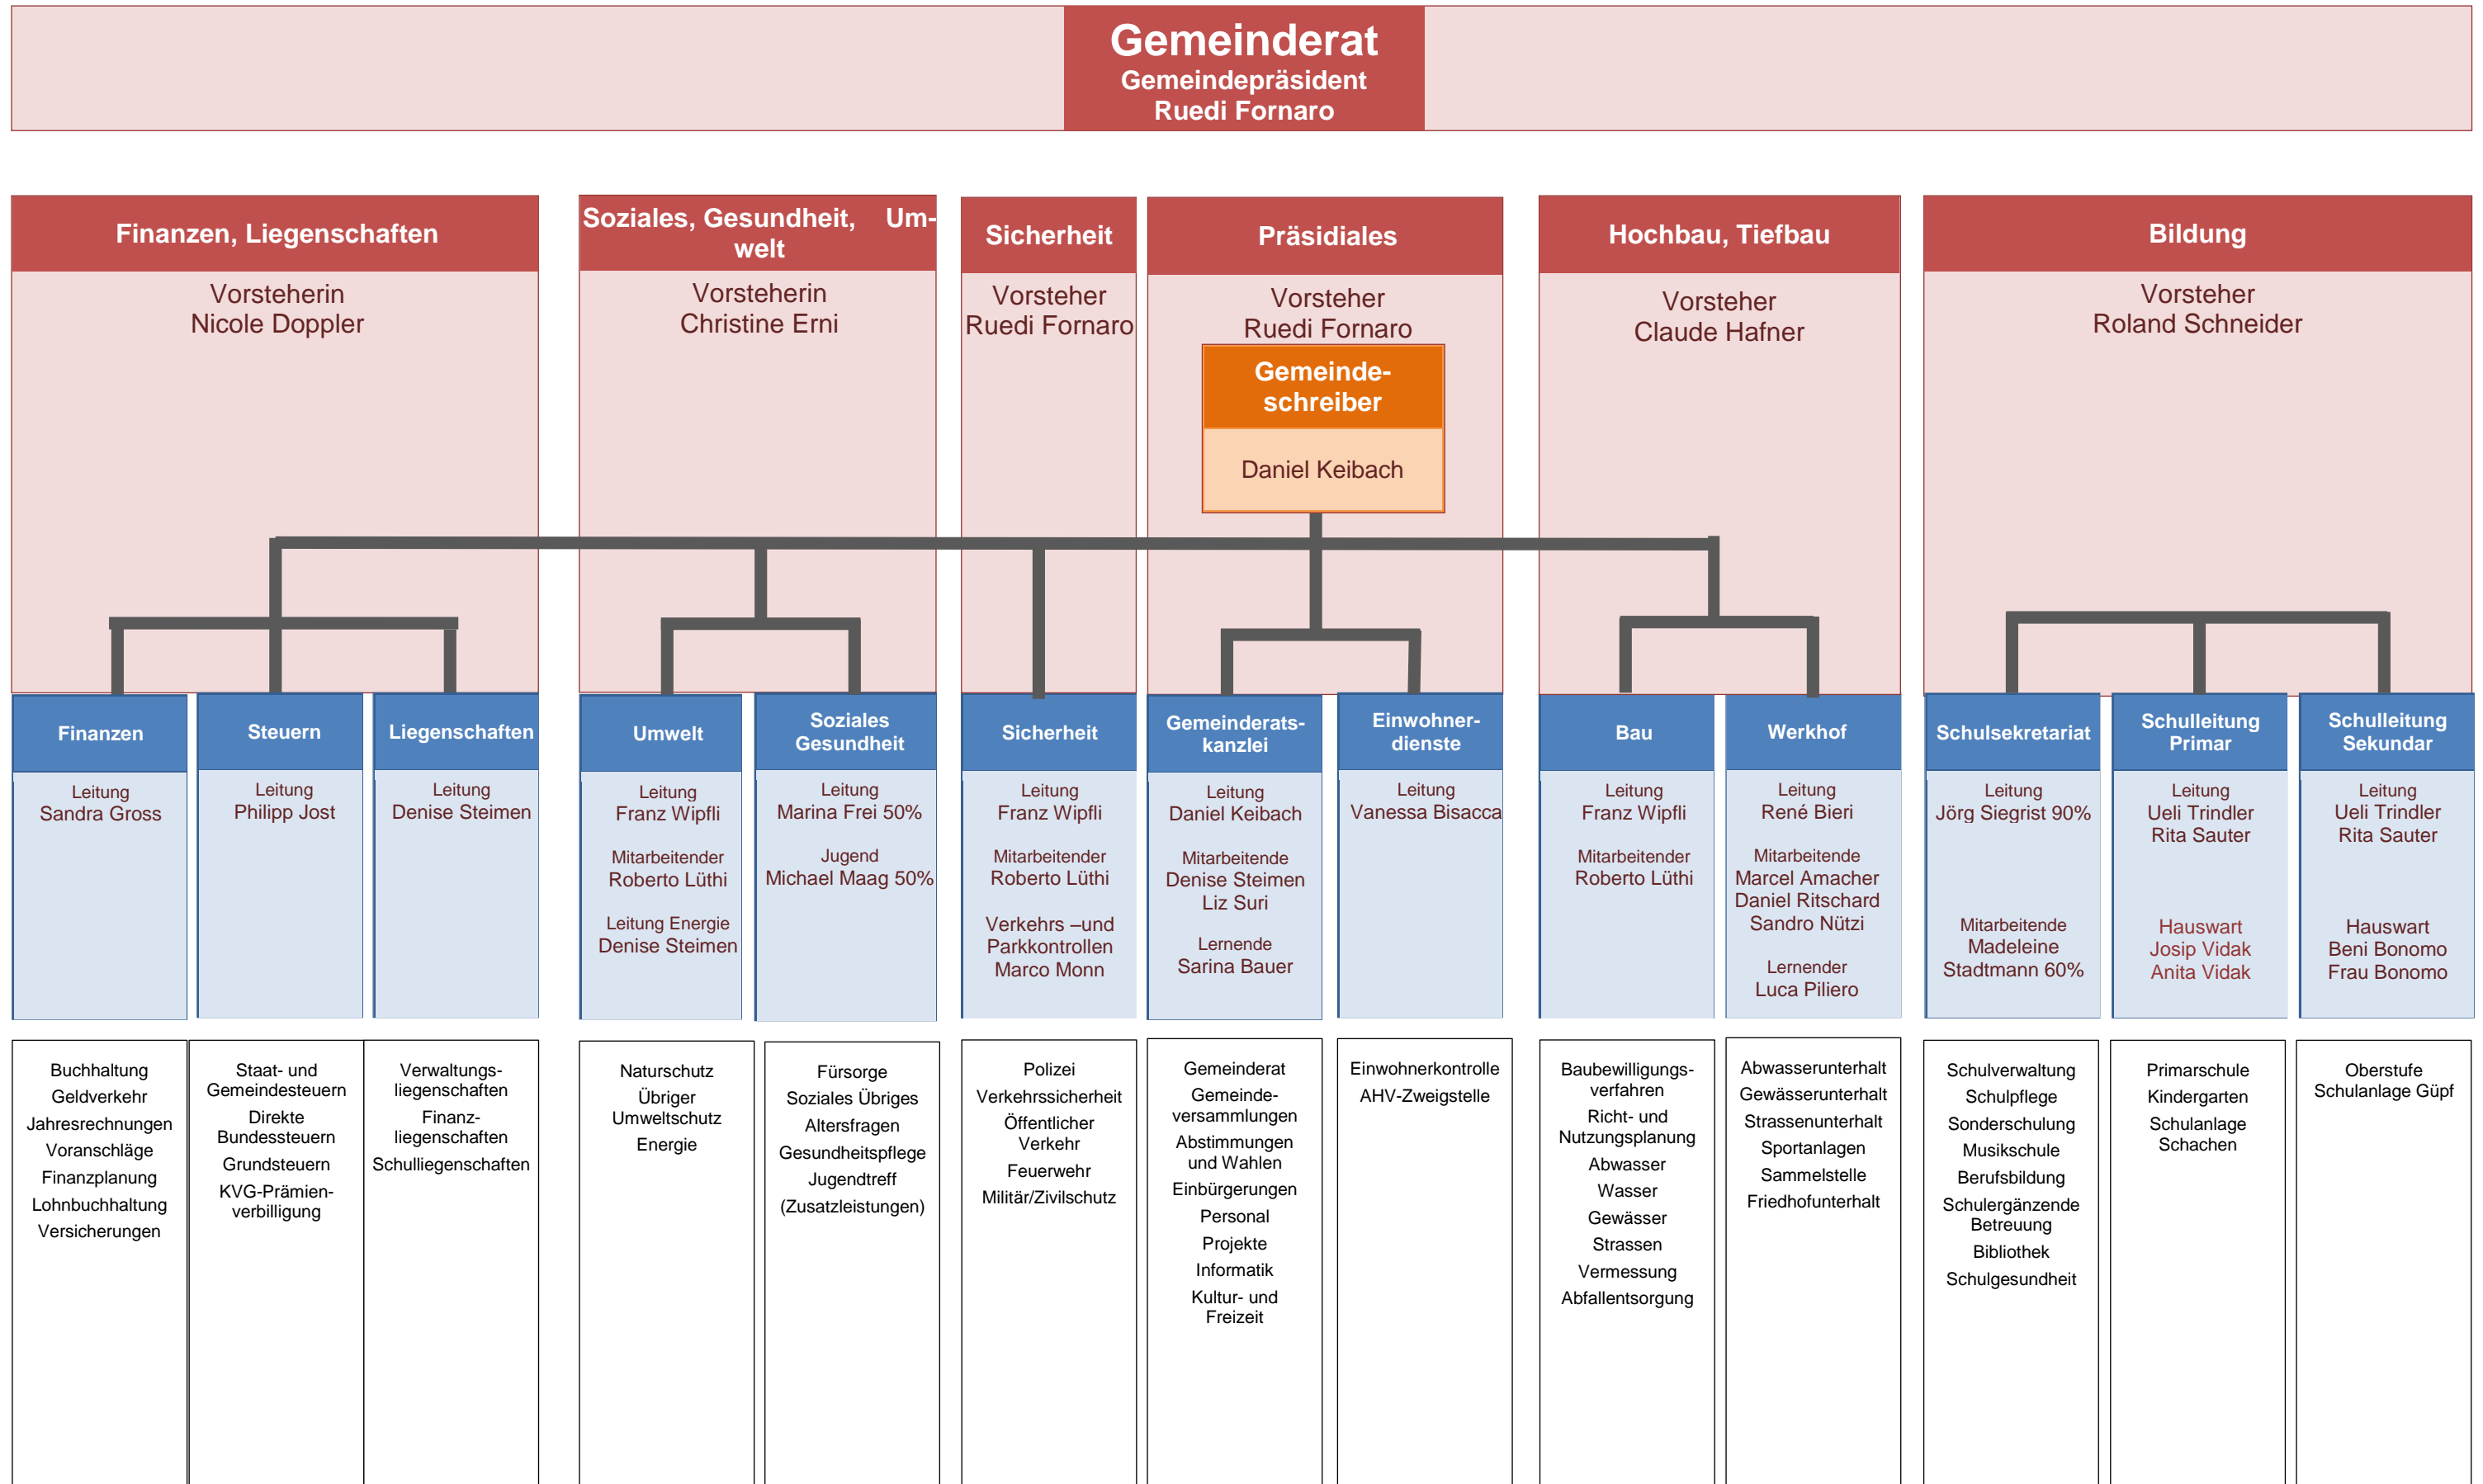 Gemeinderat
Gemeindepräsident
Ruedi Fornaro
Finanzen, Liegenschaften
Vorsteherin
Nicole Doppler
Soziales, Gesundheit, Um-
welt
Vorsteherin
Christine Erni
Sicherheit
Vorsteher
Ruedi Fornaro
Präsidiales
Vorsteher
Ruedi Fornaro
Gemeinde-
schreiber
Daniel Keibach
Hochbau, Tiefbau
Vorsteher
Claude Hafner
Bildung
Vorsteher
Roland Schneider
Finanzen
Leitung
Sandra Gross
Steuern
Leitung
Philipp Jost
Liegenschaften
Leitung
Denise Steimen
Umwelt
Leitung
Franz Wipfli
Mitarbeitender
Roberto Lüthi
Leitung Energie
Denise Steimen
Soziales
Gesundheit
Leitung
Marina Frei 50%
Jugend
Michael Maag 50%
Sicherheit
Leitung
Franz Wipfli
Mitarbeitender
Roberto Lüthi
Verkehrs –und
Parkkontrollen
Marco Monn
Gemeinderats-
kanzlei
Leitung
Daniel Keibach
Mitarbeitende
Denise Steimen
Liz Suri
Lernende
Sarina Bauer
Einwohner-
dienste
Leitung
Vanessa Bisacca
Bau
Leitung
Franz Wipfli
Mitarbeitender
Roberto Lüthi
Werkhof
Leitung
René Bieri
Mitarbeitende
Marcel Amacher
Daniel Ritschard
Sandro Nützi
Lernender
Luca Piliero
Schulsekretariat
Leitung
Jörg Siegrist 90%
Mitarbeitende
Madeleine
Stadtmann 60%
Schulleitung
Primar
Leitung
Ueli Trindler
Rita Sauter
Hauswart
Josip Vidak
Anita Vidak
Schulleitung
Sekundar
Leitung
Ueli Trindler
Rita Sauter
Hauswart
Beni Bonomo
Frau Bonomo
Buchhaltung
Geldverkehr
Jahresrechnungen
Voranschläge
Finanzplanung
Lohnbuchhaltung
Versicherungen
Staat- und
Gemeindesteuern
Direkte
Bundessteuern
Grundsteuern
KVG-Prämien-
verbilligung
Verwaltungs-
liegenschaften
Finanz-
liegenschaften
Schulliegenschaften
Naturschutz
Übriger
Umweltschutz
Energie
Fürsorge
Soziales Übriges
Altersfragen
Gesundheitspflege
Jugendtreff
(Zusatzleistungen)
Polizei
Verkehrssicherheit
Öffentlicher
Verkehr
Feuerwehr
Militär/Zivilschutz
Gemeinderat
Gemeinde-
versammlungen
Abstimmungen
und Wahlen
Einbürgerungen
Personal
Projekte
Informatik
Kultur- und
Freizeit
Einwohnerkontrolle
AHV-Zweigstelle
Baubewilligungs-
verfahren
Richt- und
Nutzungsplanung
Abwasser
Wasser
Gewässer
Strassen
Vermessung
Abfallentsorgung
Abwasserunterhalt
Gewässerunterhalt
Strassenunterhalt
Sportanlagen
Sammelstelle
Friedhofunterhalt
Schulverwaltung
Schulpflege
Sonderschulung
Musikschule
Berufsbildung
Schulergänzende
Betreuung
Bibliothek
Schulgesundheit
Primarschule
Kindergarten
Schulanlage
Schachen
Oberstufe
Schulanlage Güpf